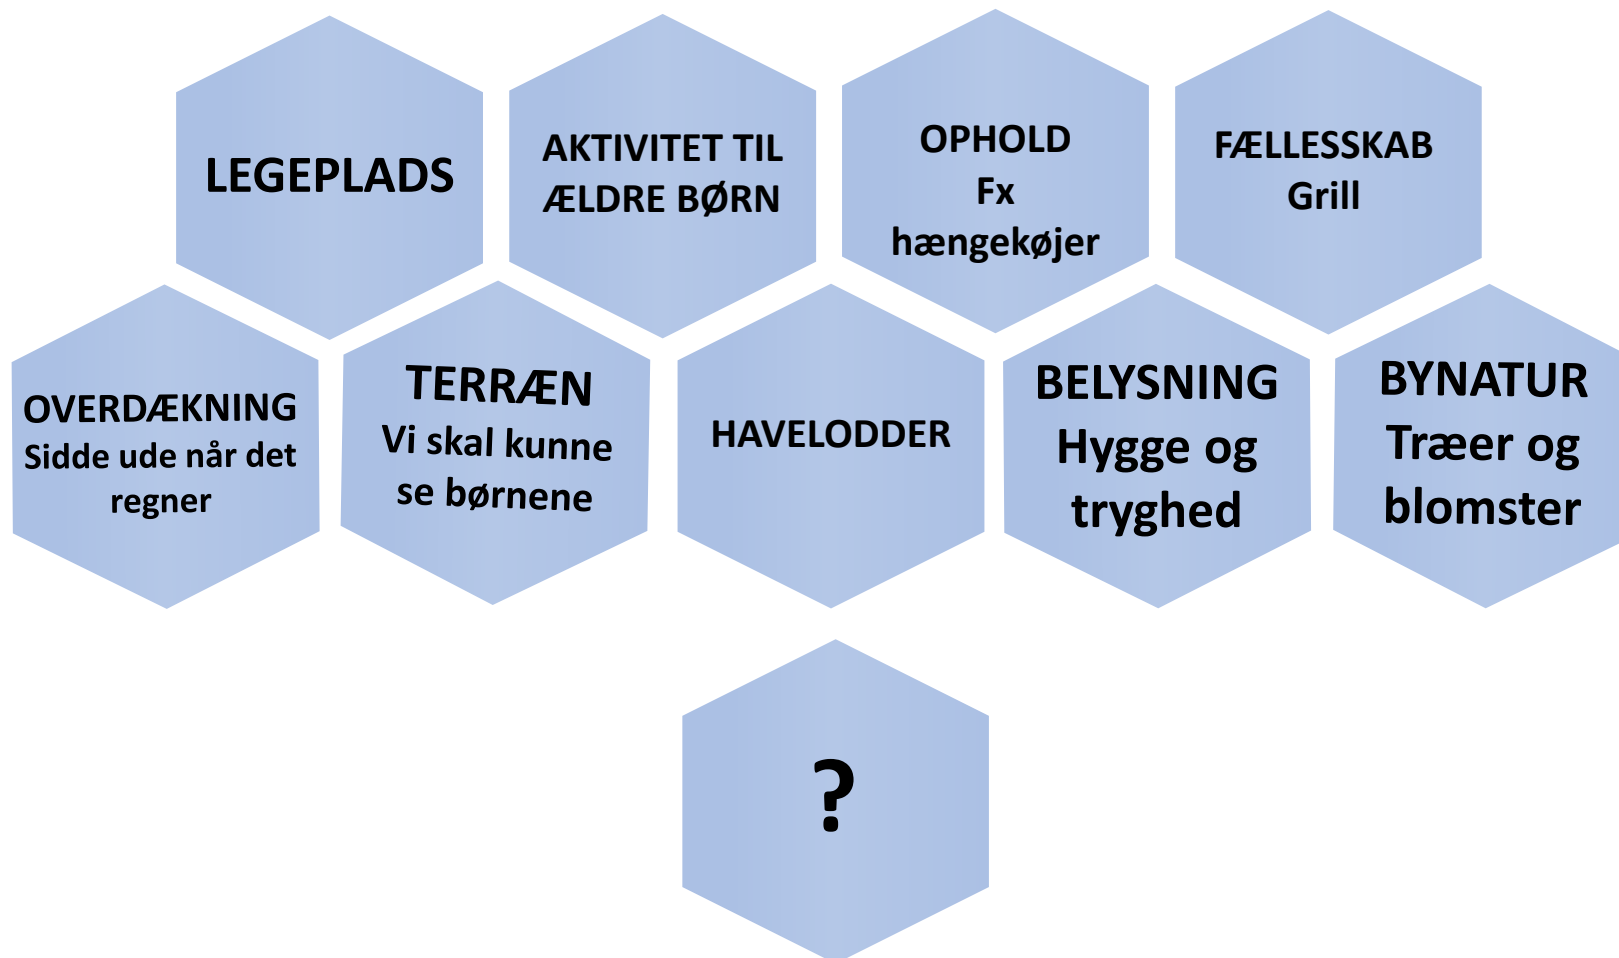 LEGEPLADS
AKTIVITET TIL
ÆLDRE BØRN
OPHOLD
Fx
hængekøjer
FÆLLESSKAB
Grill
OVERDÆKNING
Sidde ude når det
regner
TERRÆN
Vi skal kunne
se børnene
HAVELODDER
BELYSNING
Hygge og
tryghed
BYNATUR
Træer og
blomster
?